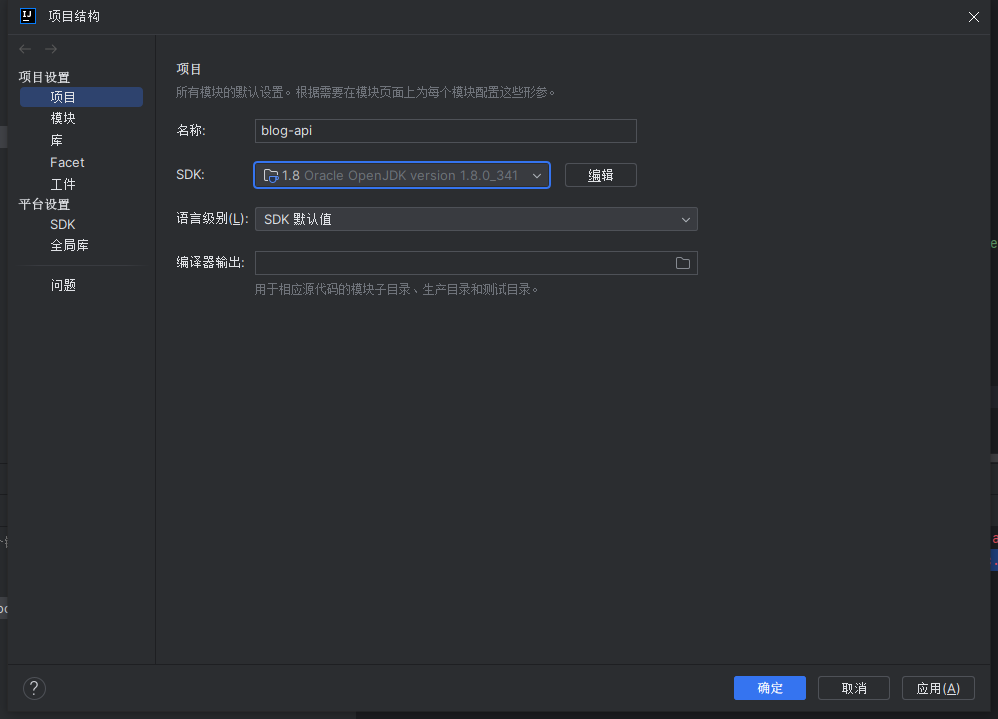 项目结构
项目设置
项目
模块
库
Facet
工件
平台设置
SDK
全局库
问题
项目
所有模块的默认设置。根据需要在模块页面上为每个模块配置这些形参。
名称: blog-api
SDK: 1.8 Oracle OpenJDK version 1.8.0_341 编辑
语言级别(L): SDK 默认值
编译器输出:
用于相应源代码的模块子目录、生产目录和测试目录。
? 确定 取消 应用(A)